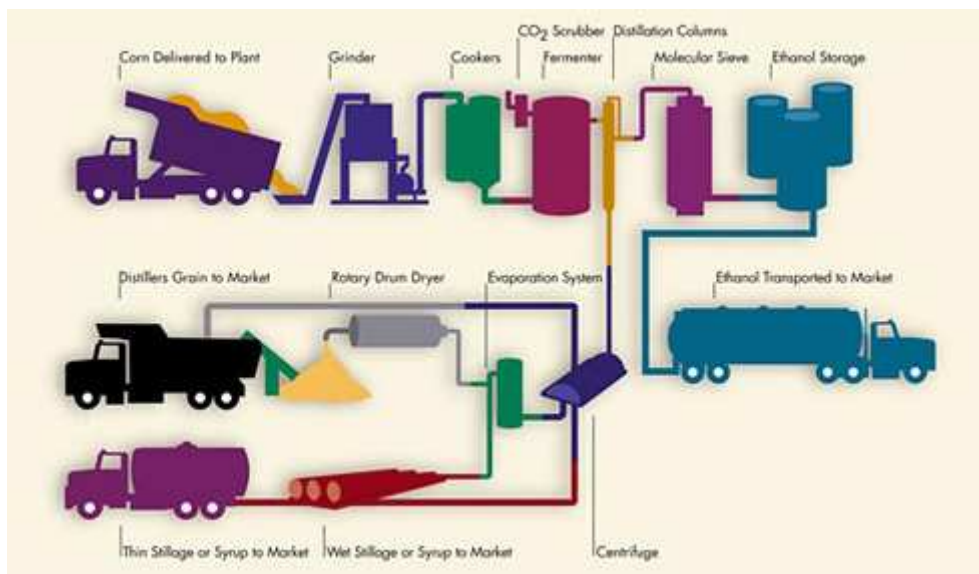 CO2 Scrubber
Distillation Columns
Corn Delivered to Plant
Grinder
Cookers
Fermenter
Molecular Sieve
Ethanol Storage
Distillers Grain to Market
Rotary Drum Dryer
Evaporation System
Ethanol Transported to Market
Thin Stillage or Syrup to Market
Wet Stillage or Syrup to Market
Centrifuge